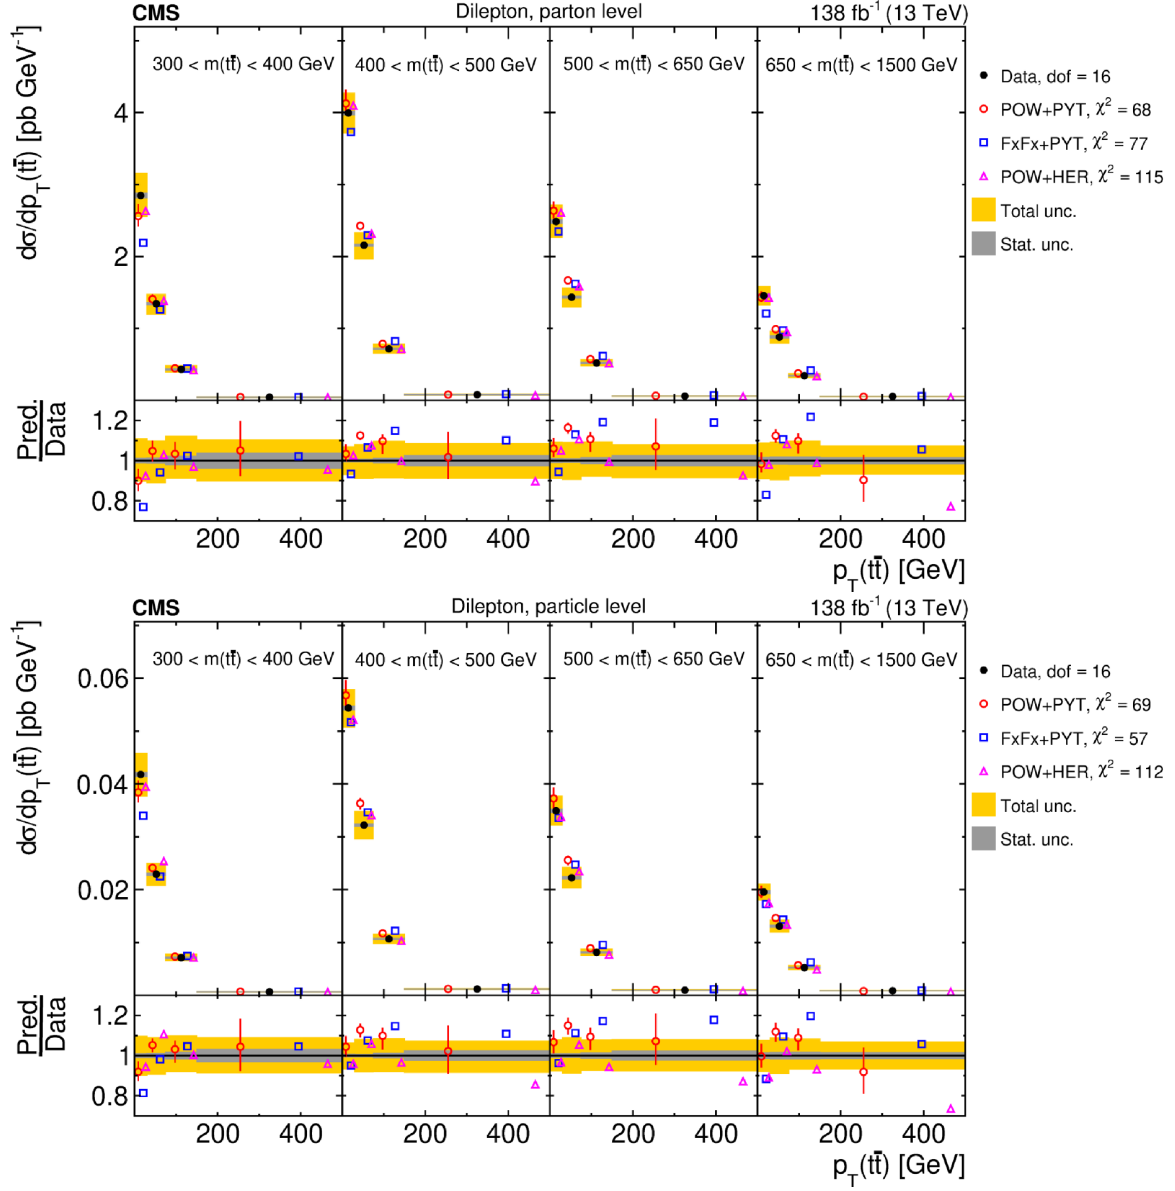 CMS Dilepton, parton level 138 fb⁻¹ (13 TeV)
dσ/dp_T(tt̄) [pb GeV⁻¹]
300 < m(tt̄) < 400 GeV 400 < m(tt̄) < 500 GeV 500 < m(tt̄) < 650 GeV 650 < m(tt̄) < 1500 GeV
Data, dof = 16
POW+PYT, χ² = 68
FxFx+PYT, χ² = 77
POW+HER, χ² = 115
Total unc.
Stat. unc.
4
2
Pred.
Data
1.2
1
0.8
200 400 200 400 200 400 200 400
p_T(tt̄) [GeV]
CMS Dilepton, particle level 138 fb⁻¹ (13 TeV)
dσ/dp_T(tt̄) [pb GeV⁻¹]
300 < m(tt̄) < 400 GeV 400 < m(tt̄) < 500 GeV 500 < m(tt̄) < 650 GeV 650 < m(tt̄) < 1500 GeV
Data, dof = 16
POW+PYT, χ² = 69
FxFx+PYT, χ² = 57
POW+HER, χ² = 112
Total unc.
Stat. unc.
0.06
0.04
0.02
Pred.
Data
1.2
1
0.8
200 400 200 400 200 400 200 400
p_T(tt̄) [GeV]